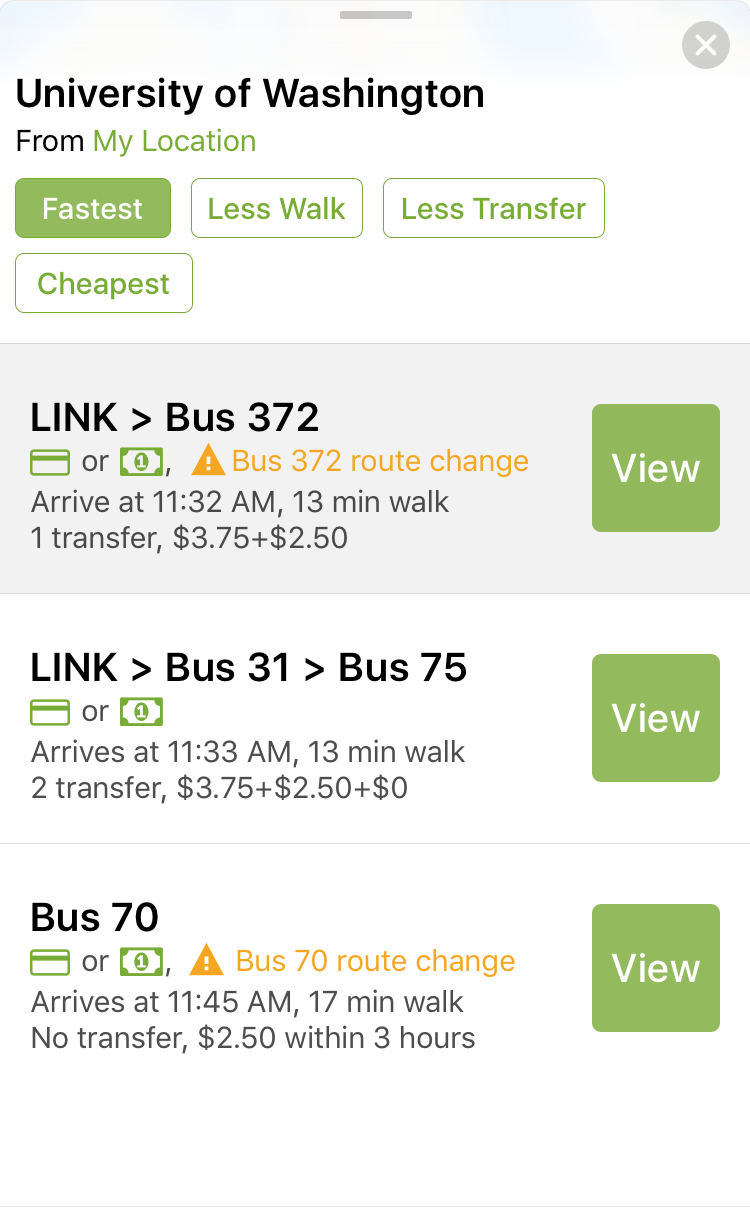 University of Washington
From My Location
Fastest Less Walk Less Transfer
Cheapest
LINK > Bus 372
or 1, Bus 372 route change
Arrive at 11:32 AM, 13 min walk
1 transfer, $3.75+$2.50
View
LINK > Bus 31 > Bus 75
or 1
Arrives at 11:33 AM, 13 min walk
2 transfer, $3.75+$2.50+$0
View
Bus 70
or 1, Bus 70 route change
Arrives at 11:45 AM, 17 min walk
No transfer, $2.50 within 3 hours
View